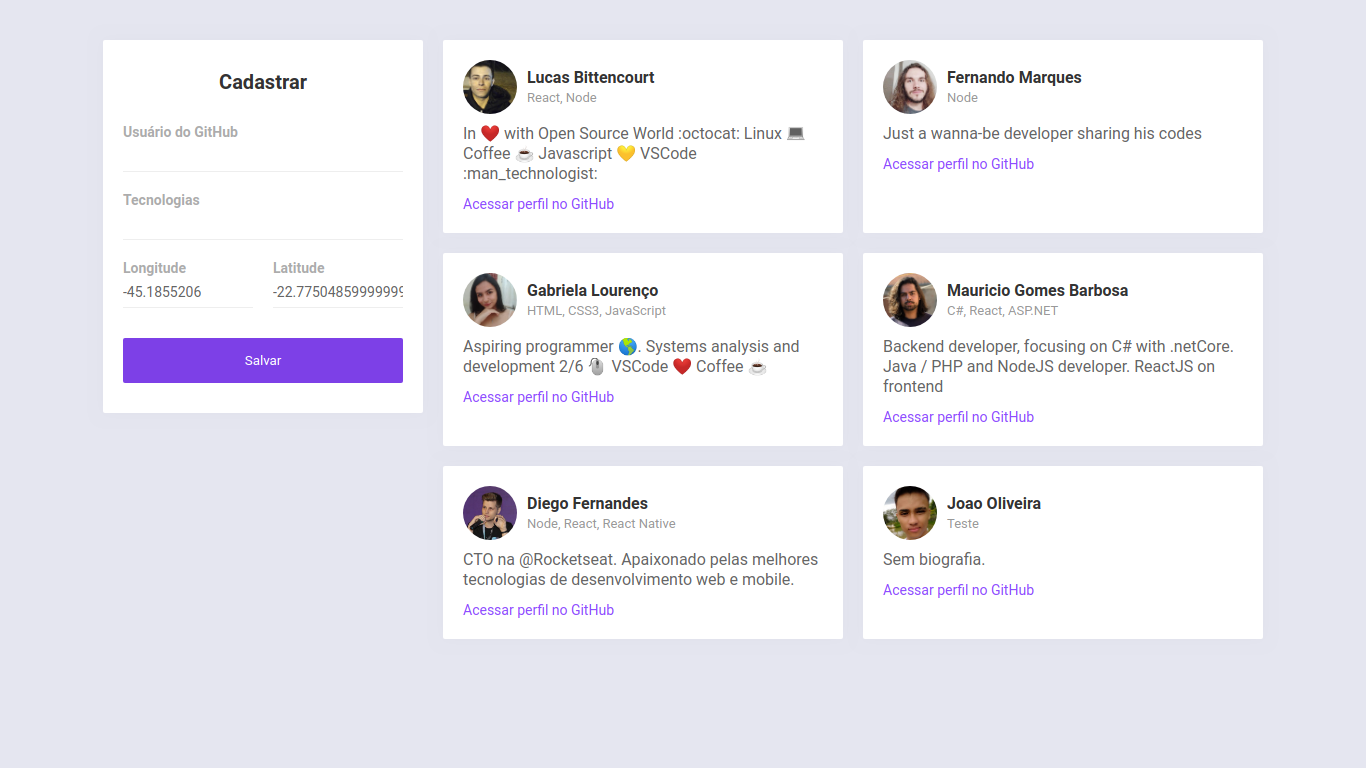 Cadastrar
Usuário do GitHub
Tecnologias
Longitude
Latitude
-45.1855206
-22.77504859999999
Salvar
Lucas Bittencourt
React, Node
In ❤️ with Open Source World :octocat: Linux 💻
Coffee ☕ Javascript 💛 VSCode
:man_technologist:
Acessar perfil no GitHub
Fernando Marques
Node
Just a wanna-be developer sharing his codes
Acessar perfil no GitHub
Gabriela Lourenço
HTML, CSS3, JavaScript
Aspiring programmer 🌎. Systems analysis and
development 2/6 🖱️ VSCode ❤️ Coffee ☕
Acessar perfil no GitHub
Mauricio Gomes Barbosa
C#, React, ASP.NET
Backend developer, focusing on C# with .netCore.
Java / PHP and NodeJS developer. ReactJS on
frontend
Acessar perfil no GitHub
Diego Fernandes
Node, React, React Native
CTO na @Rocketseat. Apaixonado pelas melhores
tecnologias de desenvolvimento web e mobile.
Acessar perfil no GitHub
Joao Oliveira
Teste
Sem biografia.
Acessar perfil no GitHub